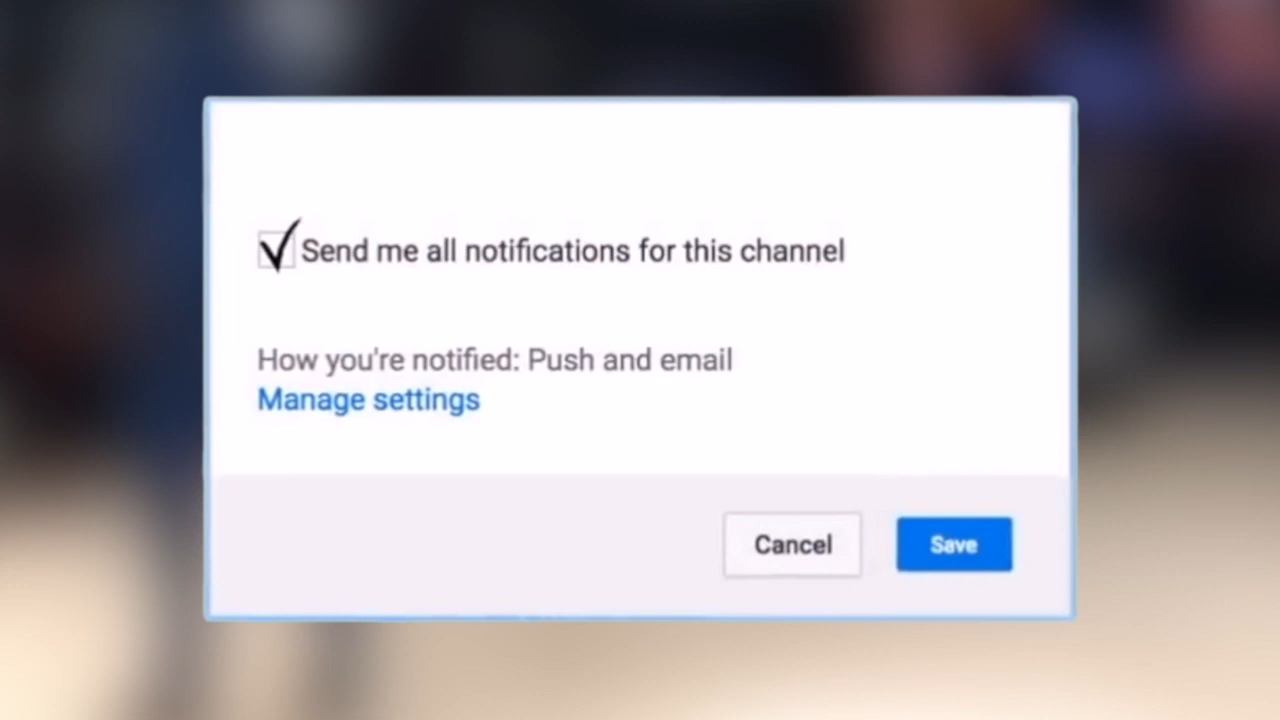 Send me all notifications for this channel
How you're notified: Push and email
Manage settings
Cancel
Save